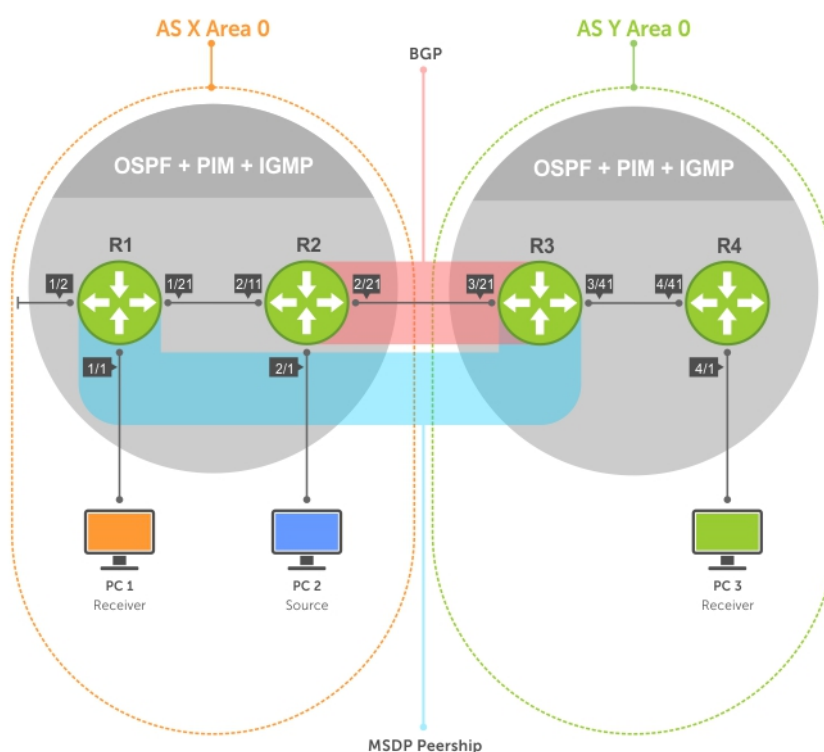 AS X Area 0
AS Y Area 0
BGP
OSPF + PIM + IGMP
OSPF + PIM + IGMP
R1
R2
R3
R4
1/2
1/21
2/11
2/21
3/21
3/41
4/41
1/1
2/1
4/1
PC 1
Receiver
PC 2
Source
PC 3
Receiver
MSDP Peership